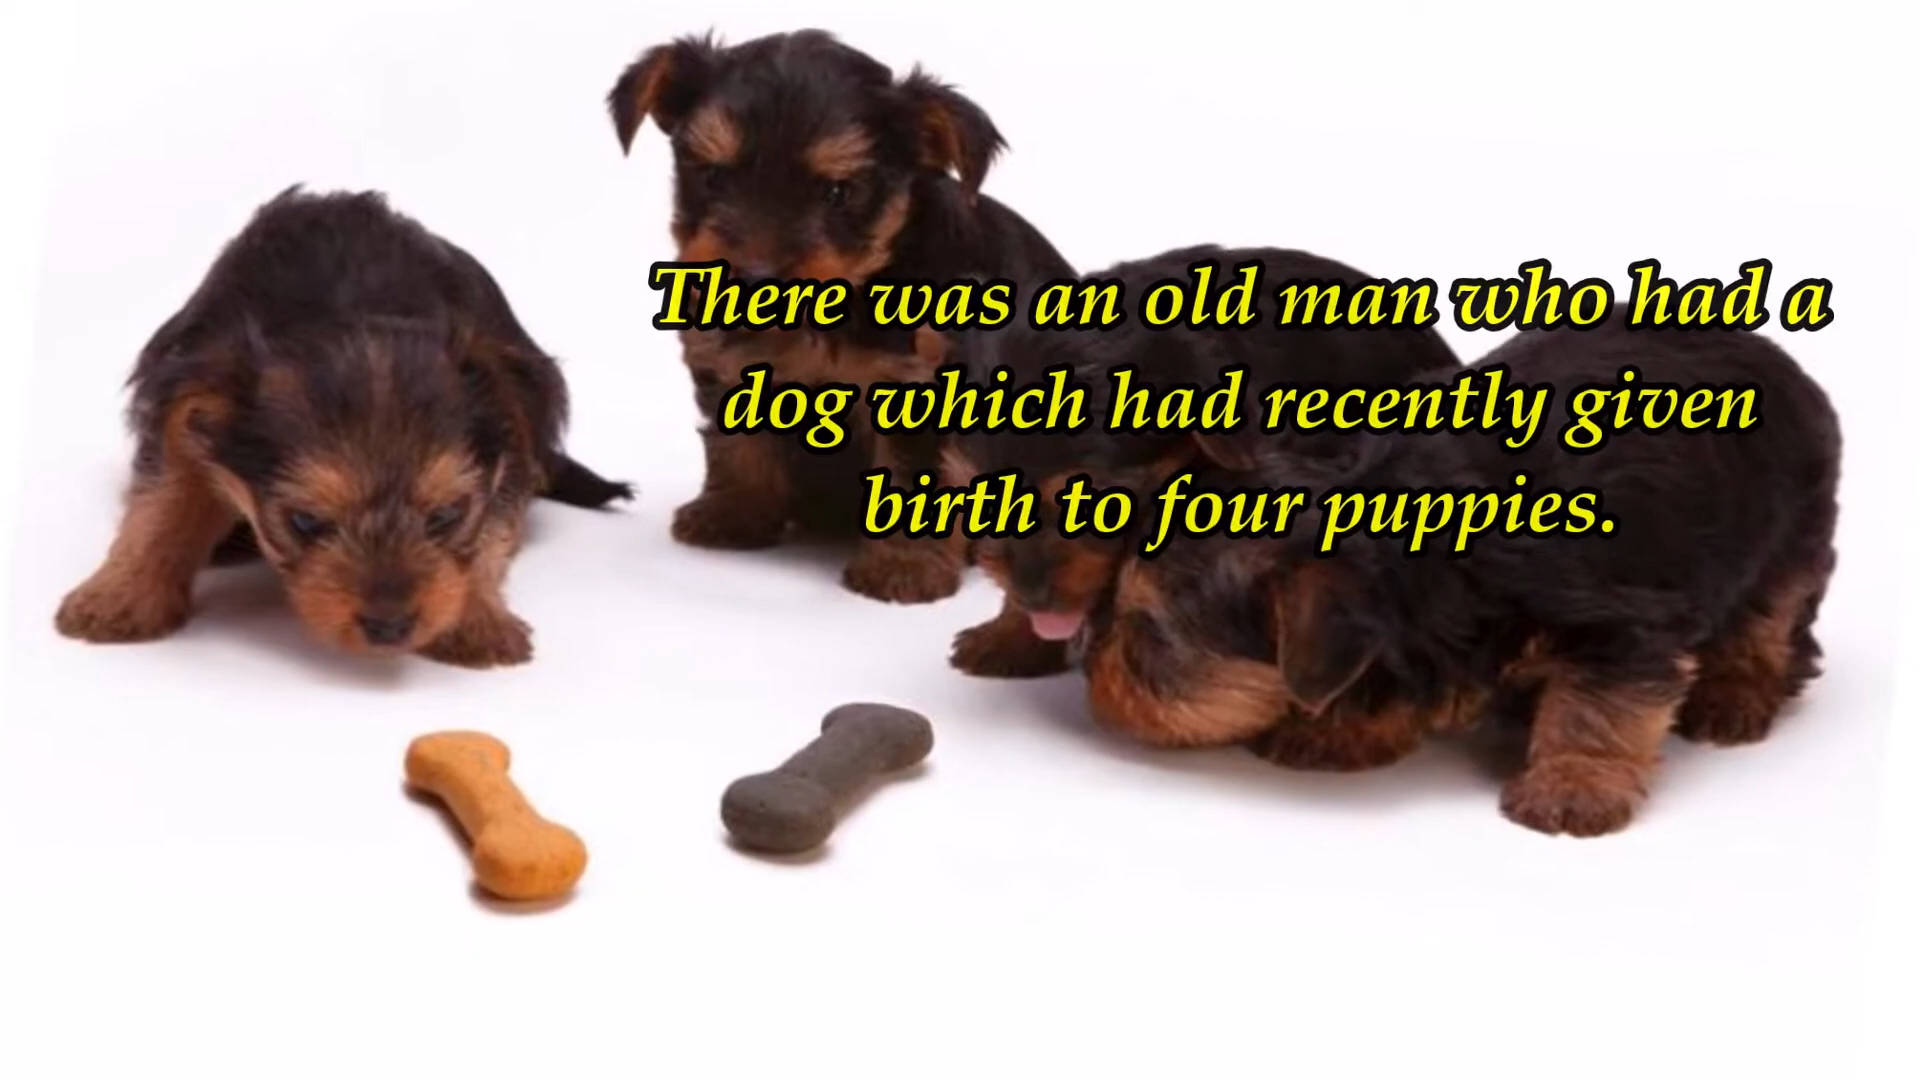 There was an old man who had a
dog which had recently given
birth to four puppies.